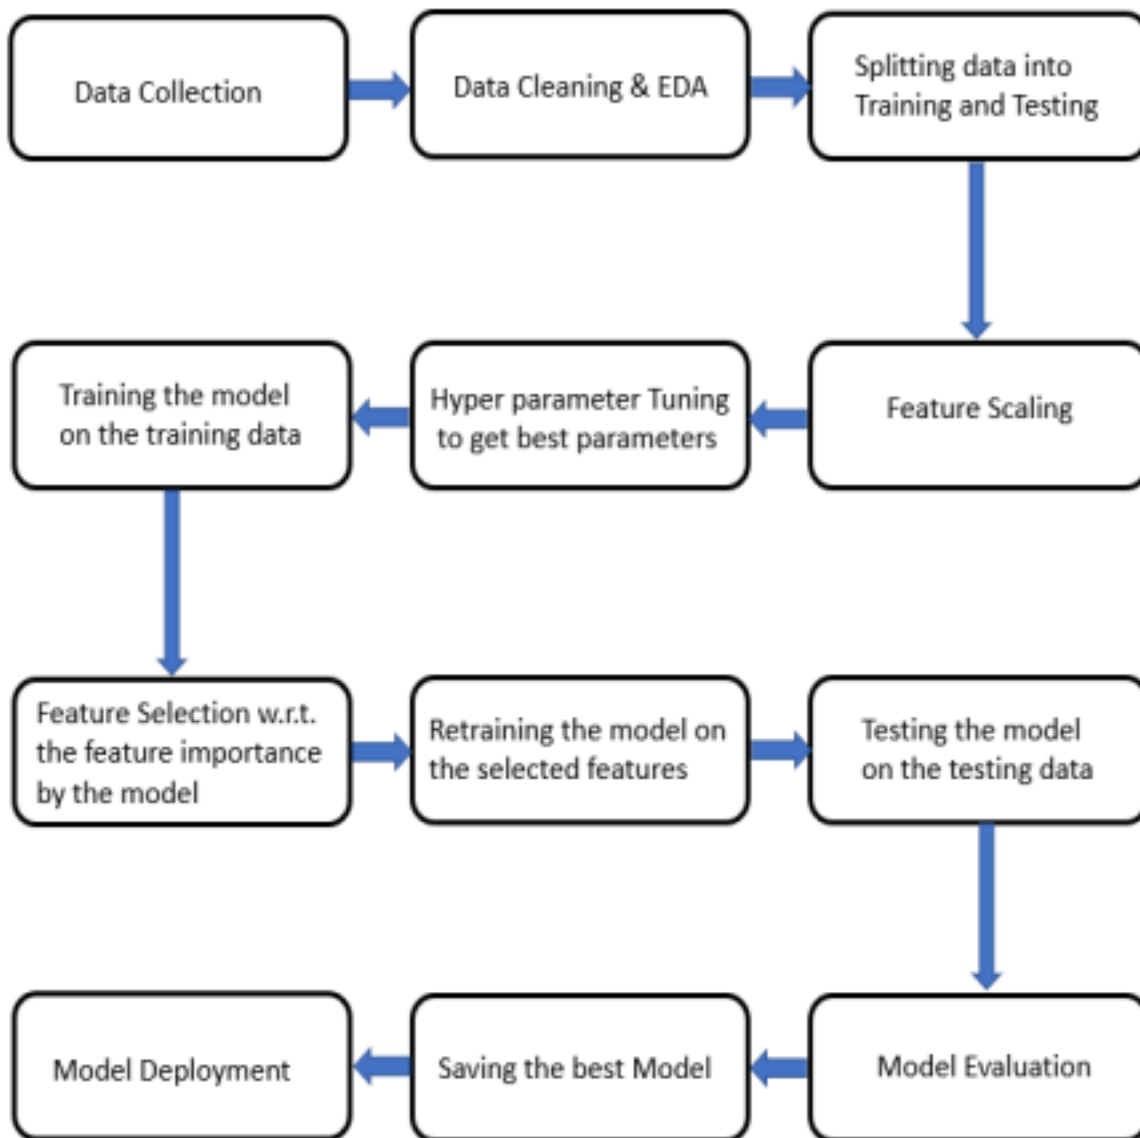 Data Collection
Data Cleaning & EDA
Splitting data into
Training and Testing
Training the model
on the training data
Hyper parameter Tuning
to get best parameters
Feature Scaling
Feature Selection w.r.t.
the feature importance
by the model
Retraining the model on
the selected features
Testing the model
on the testing data
Model Deployment
Saving the best Model
Model Evaluation